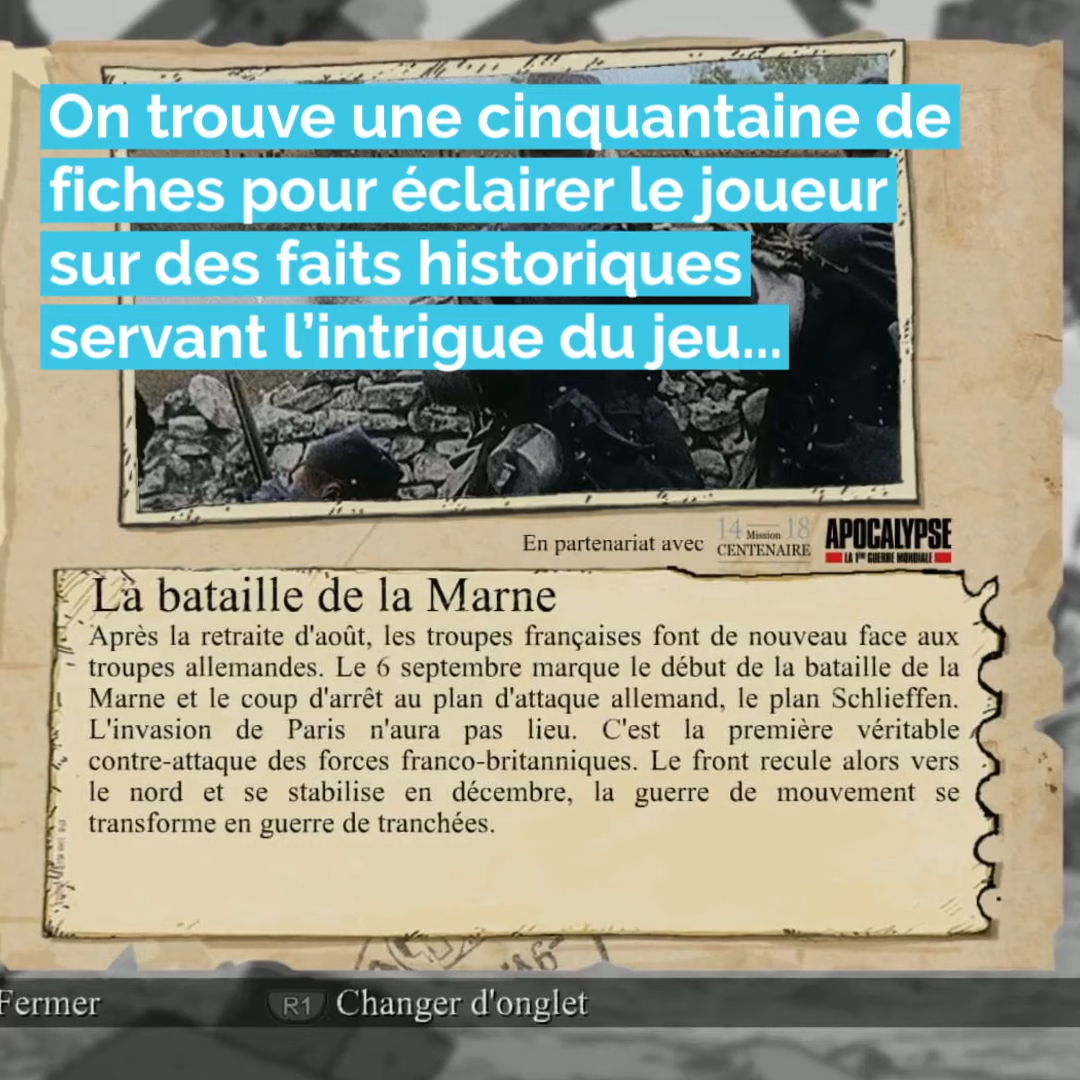 On trouve une cinquantaine de
fiches pour éclairer le joueur
sur des faits historiques
servant l’intrigue du jeu...
En partenariat avec
14 Mission 18
CENTENAIRE
APOCALYPSE
LA 1ÈRE GUERRE MONDIALE
La bataille de la Marne
Après la retraite d'août, les troupes françaises font de nouveau face aux
troupes allemandes. Le 6 septembre marque le début de la bataille de la
Marne et le coup d'arrêt au plan d'attaque allemand, le plan Schlieffen.
L'invasion de Paris n'aura pas lieu. C'est la première véritable
contre-attaque des forces franco-britanniques. Le front recule alors vers
le nord et se stabilise en décembre, la guerre de mouvement se
transforme en guerre de tranchées.
Fermer
R1 Changer d'onglet